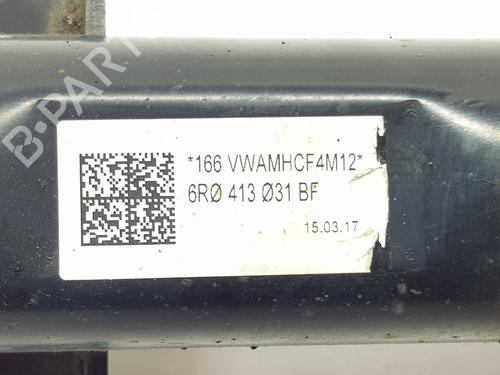 B-PARTS
*166 VWAMHCF4M12*
6RØ 413 Ø31 BF
15.03.17